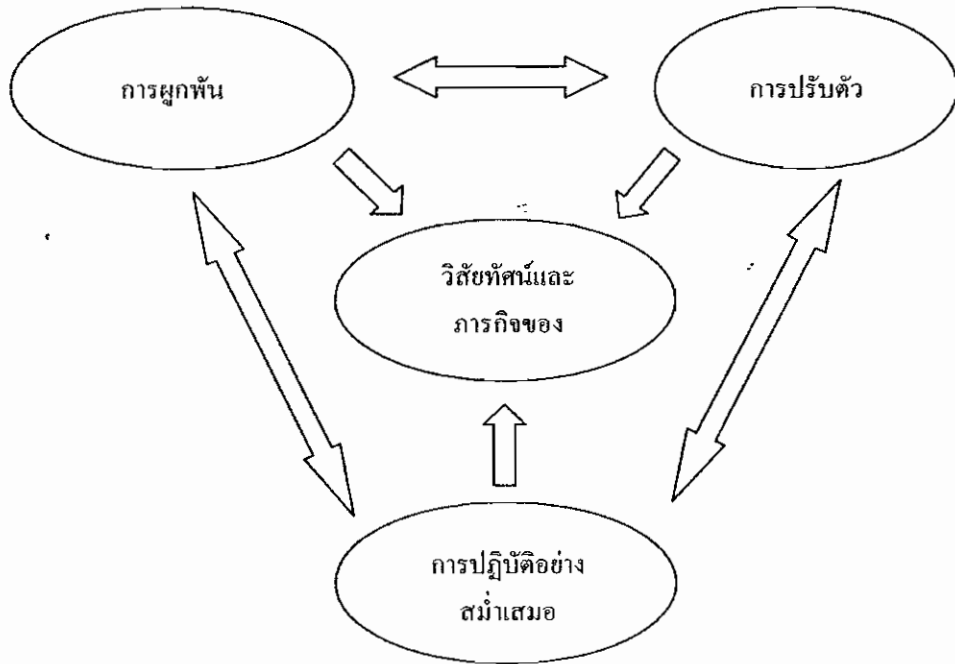 การผูกพัน
การปรับตัว
วิสัยทัศน์และ
ภารกิจของ
การปฏิบัติอย่าง
สม่ำเสมอ